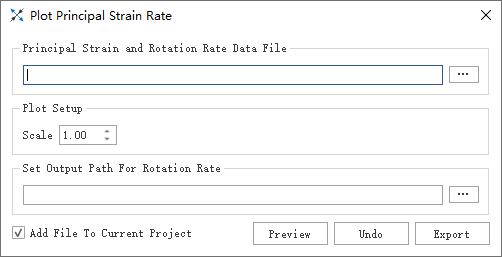 Plot Principal Strain Rate
Principal Strain and Rotation Rate Data File
...
Plot Setup
Scale 1.00
Set Output Path For Rotation Rate
...
Add File To Current Project Preview Undo Export